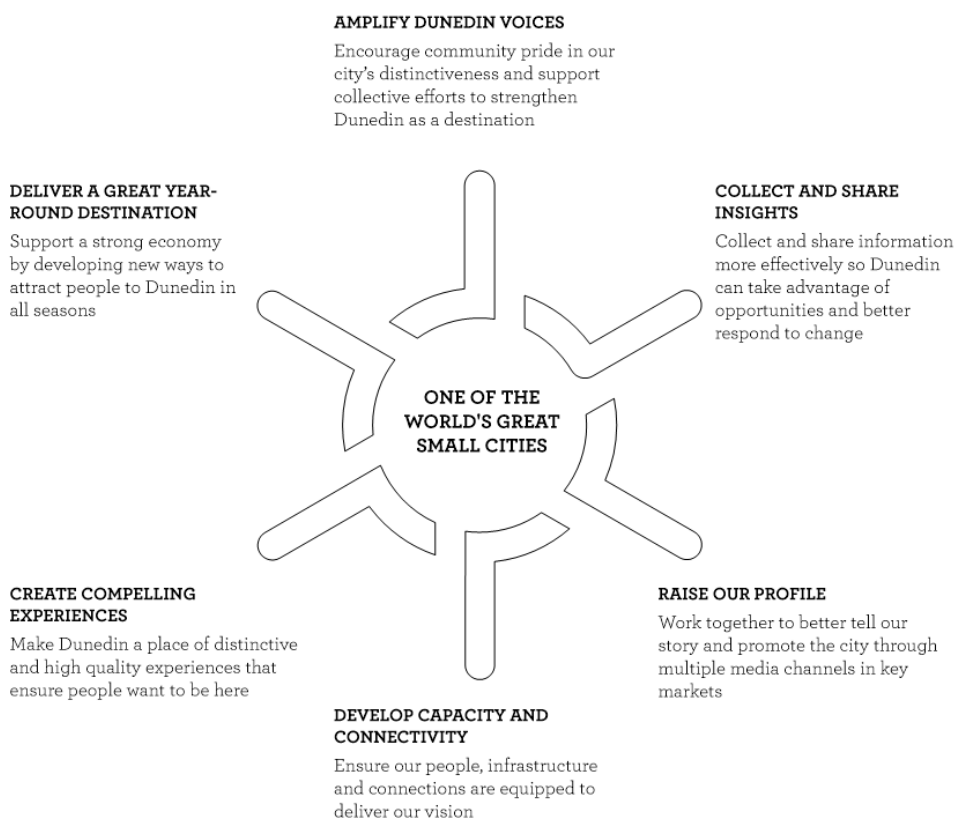 AMPLIFY DUNEDIN VOICES
Encourage community pride in our
city's distinctiveness and support
collective efforts to strengthen
Dunedin as a destination
DELIVER A GREAT YEAR-
ROUND DESTINATION
Support a strong economy
by developing new ways to
attract people to Dunedin in
all seasons
COLLECT AND SHARE
INSIGHTS
Collect and share information
more effectively so Dunedin
can take advantage of
opportunities and better
respond to change
ONE OF THE
WORLD'S GREAT
SMALL CITIES
CREATE COMPELLING
EXPERIENCES
Make Dunedin a place of distinctive
and high quality experiences that
ensure people want to be here
RAISE OUR PROFILE
Work together to better tell our
story and promote the city through
multiple media channels in key
markets
DEVELOP CAPACITY AND
CONNECTIVITY
Ensure our people, infrastructure
and connections are equipped to
deliver our vision